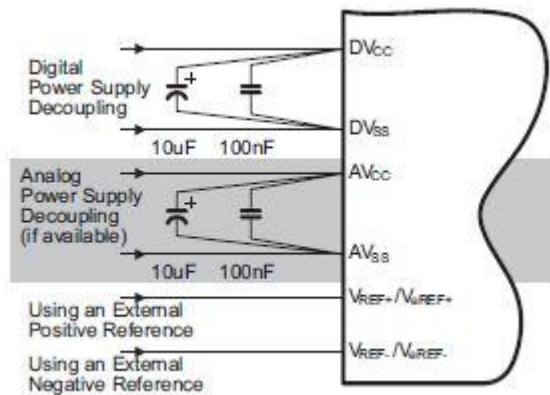 Digital
Power Supply
Decoupling
+
10uF 100nF
DVCC
DVSS
Analog
Power Supply
Decoupling
(if available)
+
10uF 100nF
AVCC
AVSS
Using an External
Positive Reference
VREF+/VeREF+
Using an External
Negative Reference
VREF-/VeREF-